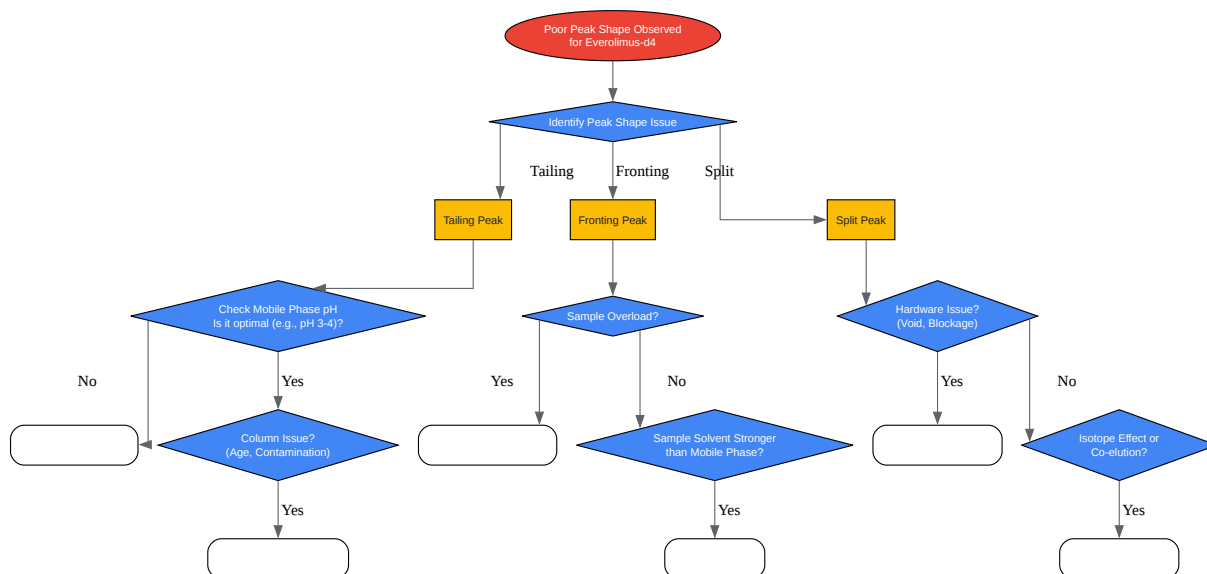 Poor Peak Shape Observed
for Everolimus-d4
Identify Peak Shape Issue
Tailing
Fronting
Split
Tailing Peak
Fronting Peak
Split Peak
Check Mobile Phase pH
Is it optimal (e.g., pH 3-4)?
Sample Overload?
Hardware Issue?
(Void, Blockage)
No
Yes
Yes
No
Yes
No
Column Issue?
(Age, Contamination)
Sample Solvent Stronger
than Mobile Phase?
Isotope Effect or
Co-elution?
Yes
Yes
Yes